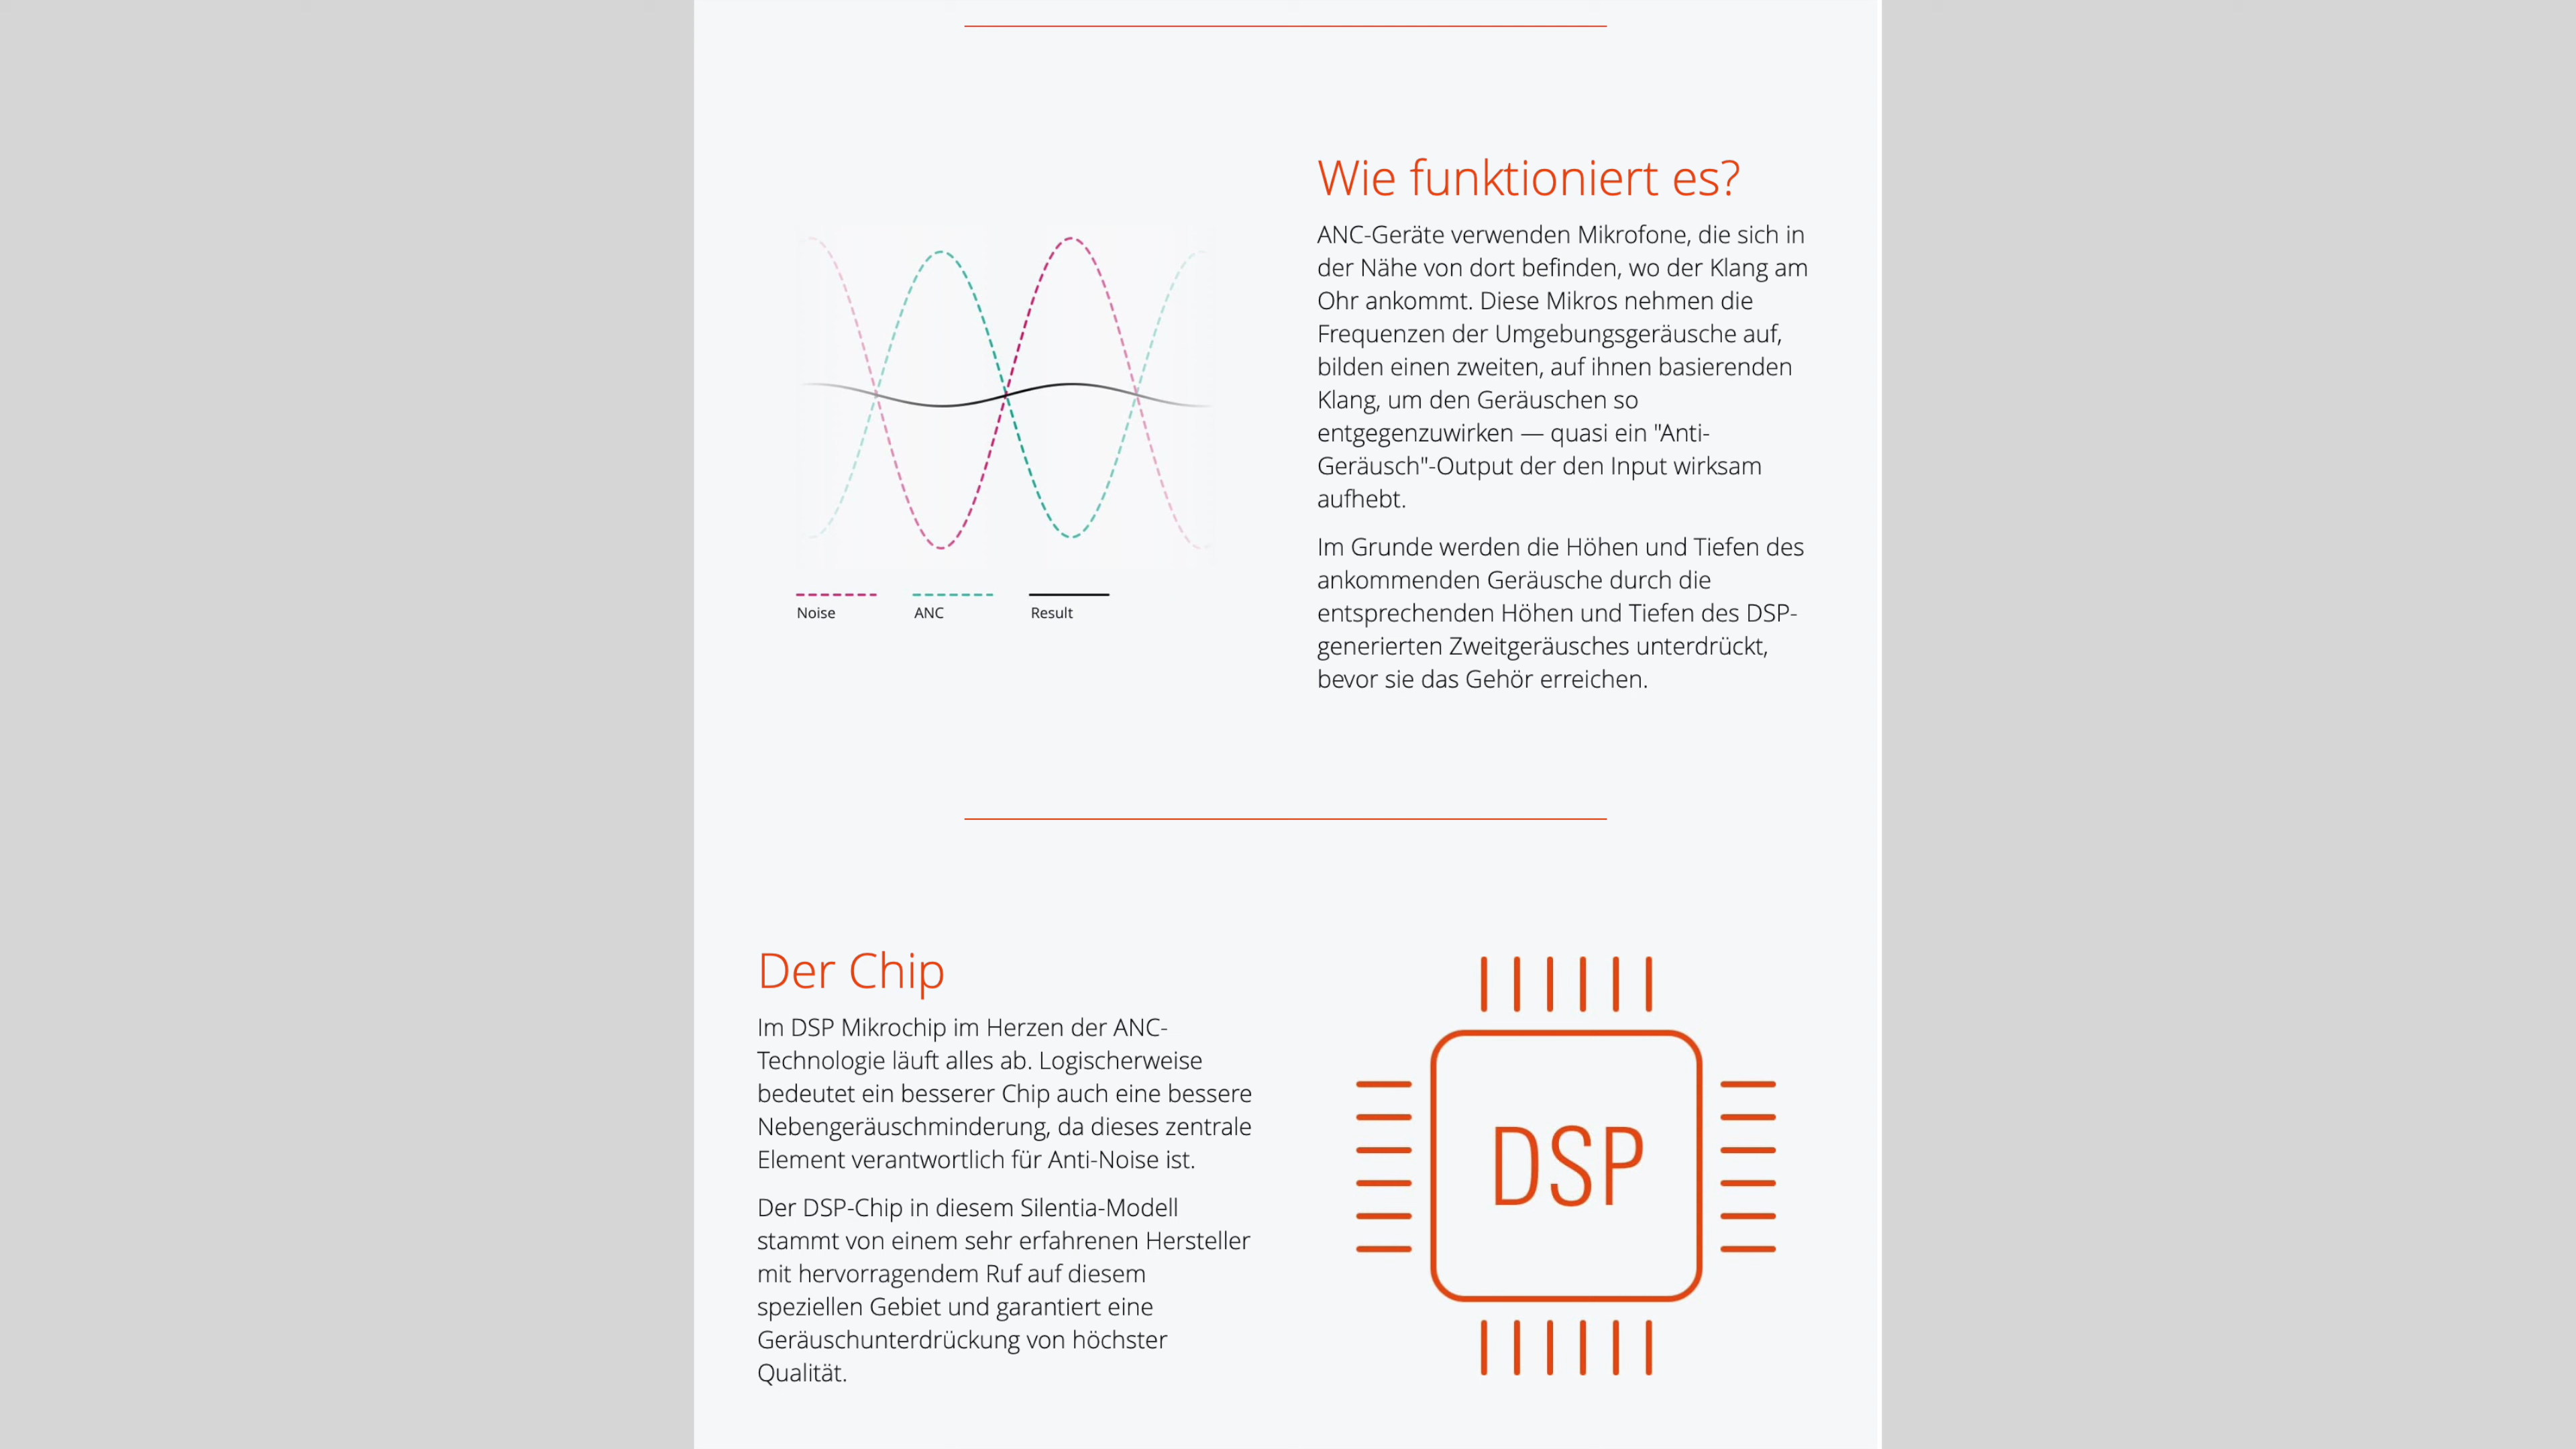 Wie funktioniert es?
ANC-Geräte verwenden Mikrofone, die sich in
der Nähe von dort befinden, wo der Klang am
Ohr ankommt. Diese Mikros nehmen die
Frequenzen der Umgebungsgeräusche auf,
bilden einen zweiten, auf ihnen basierenden
Klang, um den Geräuschen so
entgegenzuwirken — quasi ein "Anti-
Geräusch"-Output der den Input wirksam
aufhebt.
Im Grunde werden die Höhen und Tiefen des
ankommenden Geräusche durch die
entsprechenden Höhen und Tiefen des DSP-
generierten Zweitgeräusches unterdrückt,
bevor sie das Gehör erreichen.
Noise ANC Result
Der Chip
Im DSP Mikrochip im Herzen der ANC-
Technologie läuft alles ab. Logischerweise
bedeutet ein besserer Chip auch eine bessere
Nebengeräuschminderung, da dieses zentrale
Element verantwortlich für Anti-Noise ist.
Der DSP-Chip in diesem Silentia-Modell
stammt von einem sehr erfahrenen Hersteller
mit hervorragendem Ruf auf diesem
speziellen Gebiet und garantiert eine
Geräuschunterdrückung von höchster
Qualität.
DSP